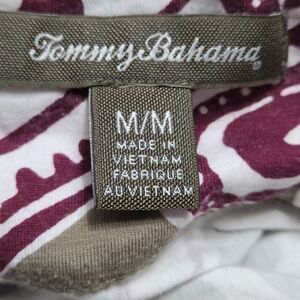 Tommy Bahama®
M/M
MADE IN
VIETNAM
FABRIQUE
AU VIETNAM